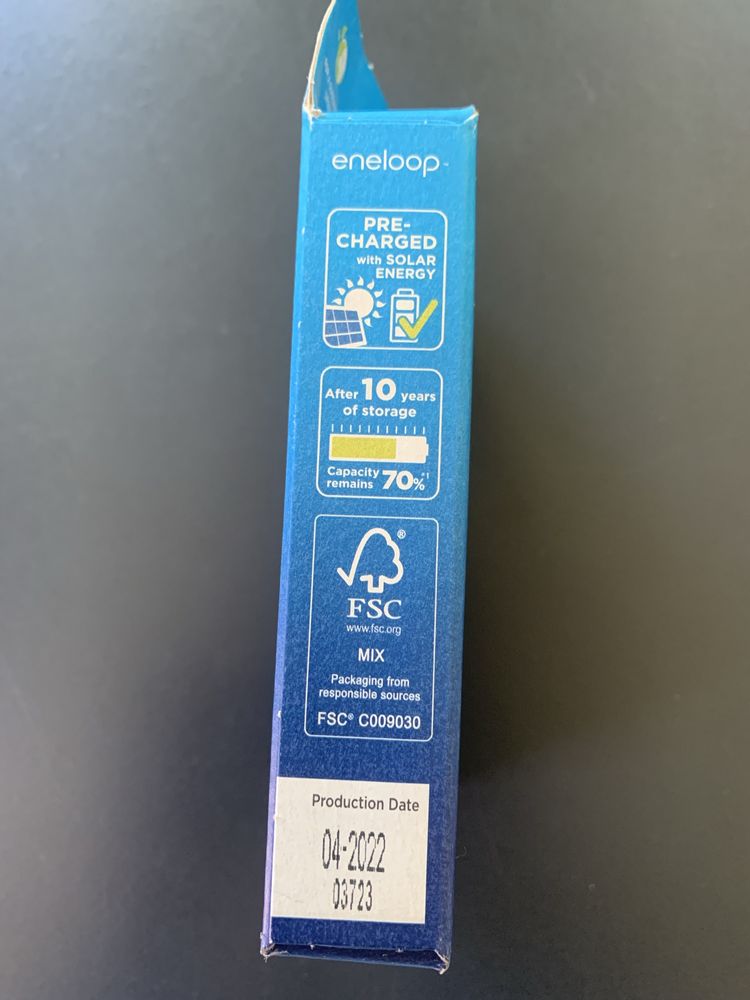 eneloop™
PRE-
CHARGED
with SOLAR
ENERGY
After 10 years
of storage
Capacity
remains 70%*1
FSC®
www.fsc.org
MIX
Packaging from
responsible sources
FSC® C009030
Production Date
04-2022
03723